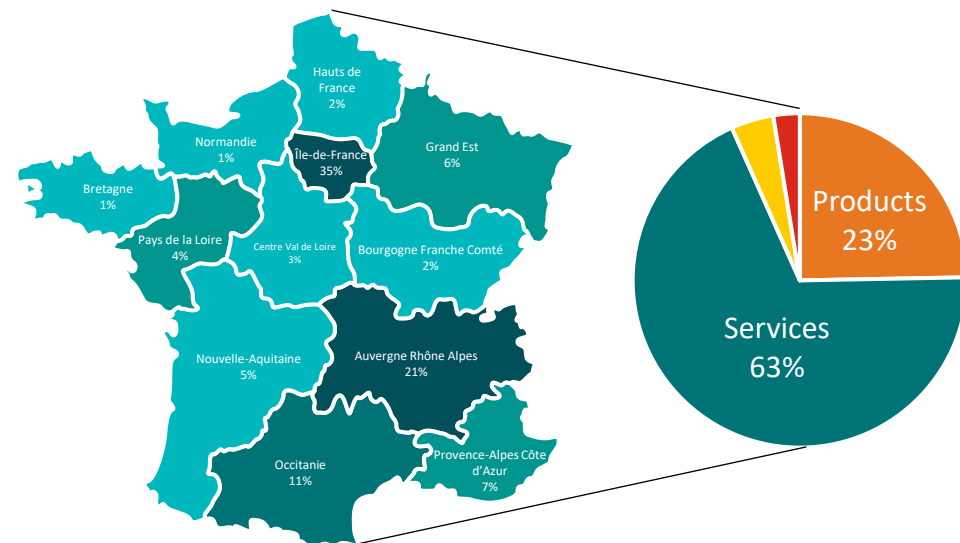 Hauts de
France
2%
Normandie
1%
Île-de-France
35%
Grand Est
6%
Bretagne
1%
Pays de la Loire
4%
Centre Val de Loire
3%
Bourgogne Franche Comté
2%
Nouvelle-Aquitaine
5%
Auvergne Rhône Alpes
21%
Occitanie
11%
Provence-Alpes Côte
d’Azur
7%
Products
23%
Services
63%